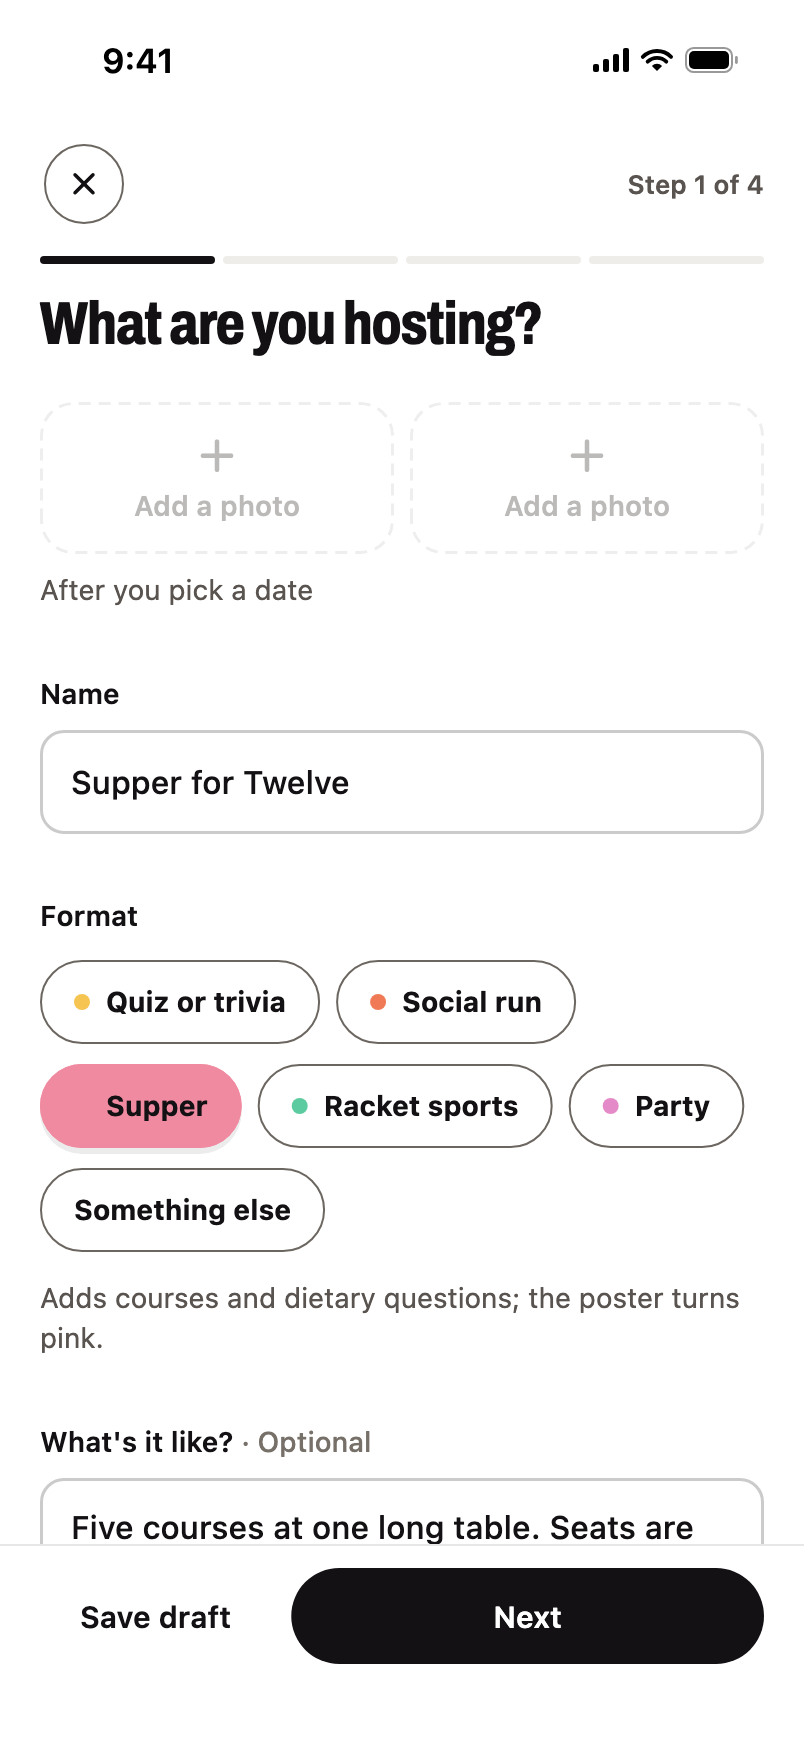 9:41
Step 1 of 4
What are you hosting?
Add a photo
Add a photo
After you pick a date
Name
Supper for Twelve
Format
Quiz or trivia
Social run
Supper
Racket sports
Party
Something else
Adds courses and dietary questions; the poster turns
pink.
What's it like? · Optional
Five courses at one long table. Seats are
Save draft
Next